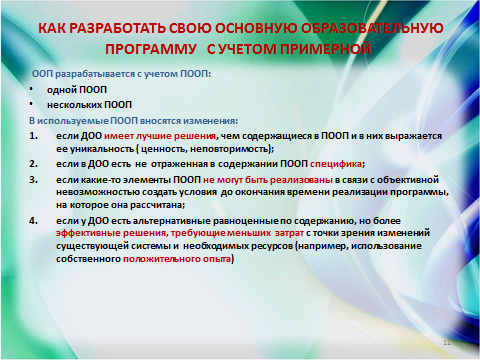 КАК РАЗРАБОТАТЬ СВОЮ ОСНОВНУЮ ОБРАЗОВАТЕЛЬНУЮ
ПРОГРАММУ С УЧЕТОМ ПРИМЕРНОЙ
ООП разрабатывается с учетом ПООП:
• одной ПООП
• нескольких ПООП
В используемые ПООП вносятся изменения:
1. если ДОО имеет лучшие решения, чем содержащиеся в ПООП и в них выражается
ее уникальность ( ценность, неповторимость);
2. если в ДОО есть не отраженная в содержании ПООП специфика;
3. если какие-то элементы ПООП не могут быть реализованы в связи с объективной
невозможностью создать условия до окончания времени реализации программы,
на которое она рассчитана;
4. если у ДОО есть альтернативные равноценные по содержанию, но более
эффективные решения, требующие меньших затрат с точки зрения изменений
существующей системы и необходимых ресурсов (например, использование
собственного положительного опыта)
12